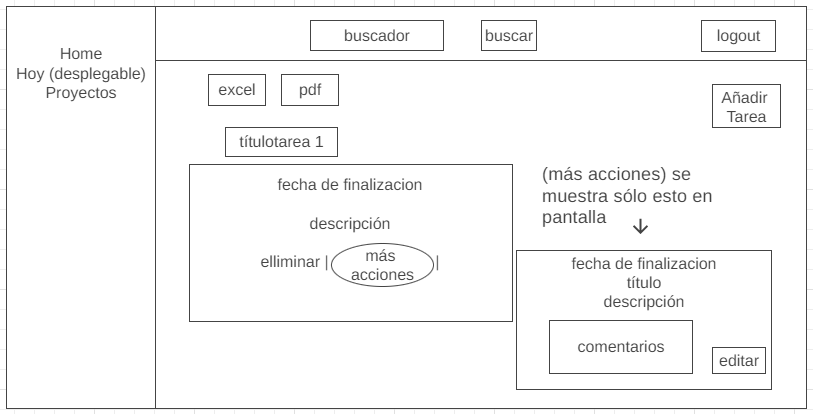 buscador
buscar
logout
Home
Hoy (desplegable)
Proyectos
excel
pdf
Añadir
Tarea
títulotarea 1
fecha de finalizacion
descripción
elliminar |
más
acciones
|
(más acciones) se
muestra sólo esto en
pantalla
fecha de finalizacion
título
descripción
comentarios
editar